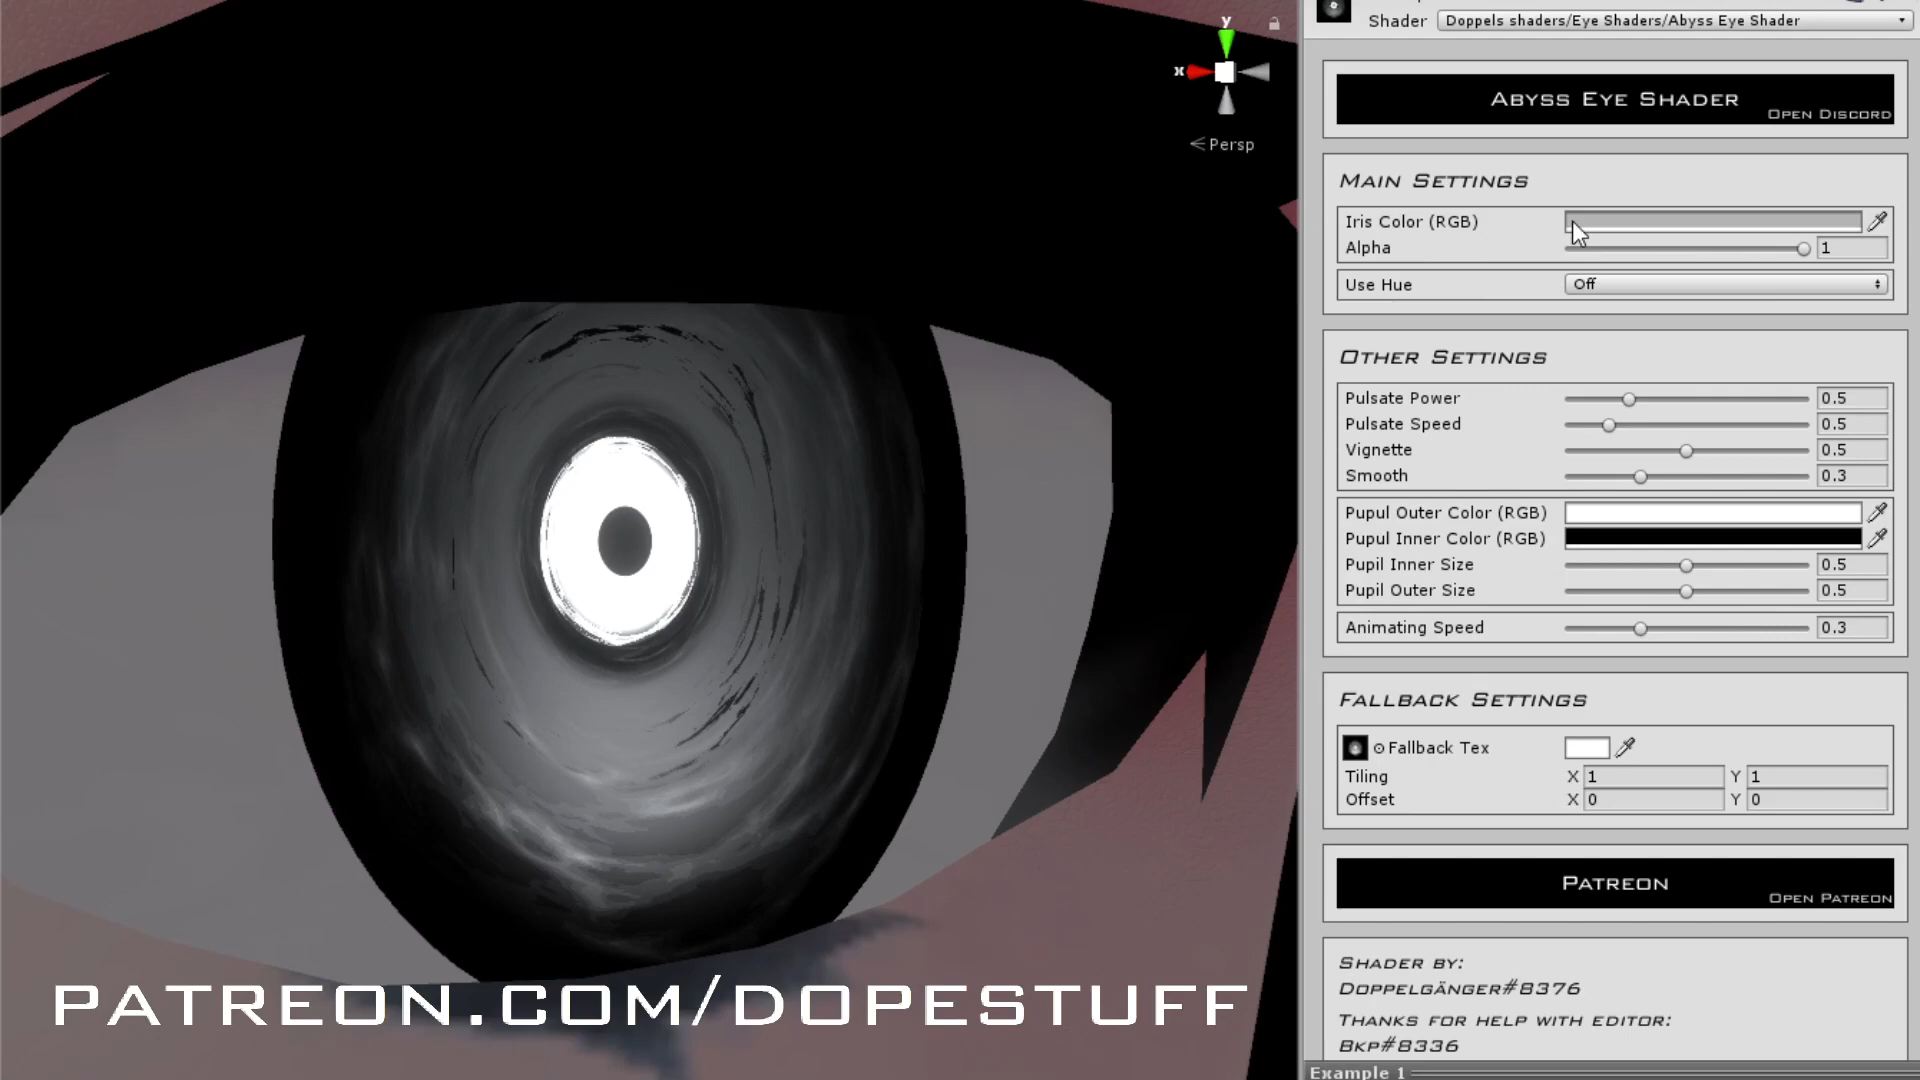 Shader Doppels shaders/Eye Shaders/Abyss Eye Shader
y
x
Persp
Abyss Eye Shader
Open Discord
Main Settings
Iris Color (RGB)
Alpha 1
Use Hue Off
Other Settings
Pulsate Power 0.5
Pulsate Speed 0.5
Vignette 0.5
Smooth 0.3
Pupul Outer Color (RGB)
Pupul Inner Color (RGB)
Pupil Inner Size 0.5
Pupil Outer Size 0.5
Animating Speed 0.3
Fallback Settings
Fallback Tex
Tiling X 1 Y 1
Offset X 0 Y 0
Patreon
Open Patreon
Shader by:
Doppelgänger#8376
Thanks for help with editor:
Bkp#8336
Example 1
PATREON.COM/DOPESTUFF